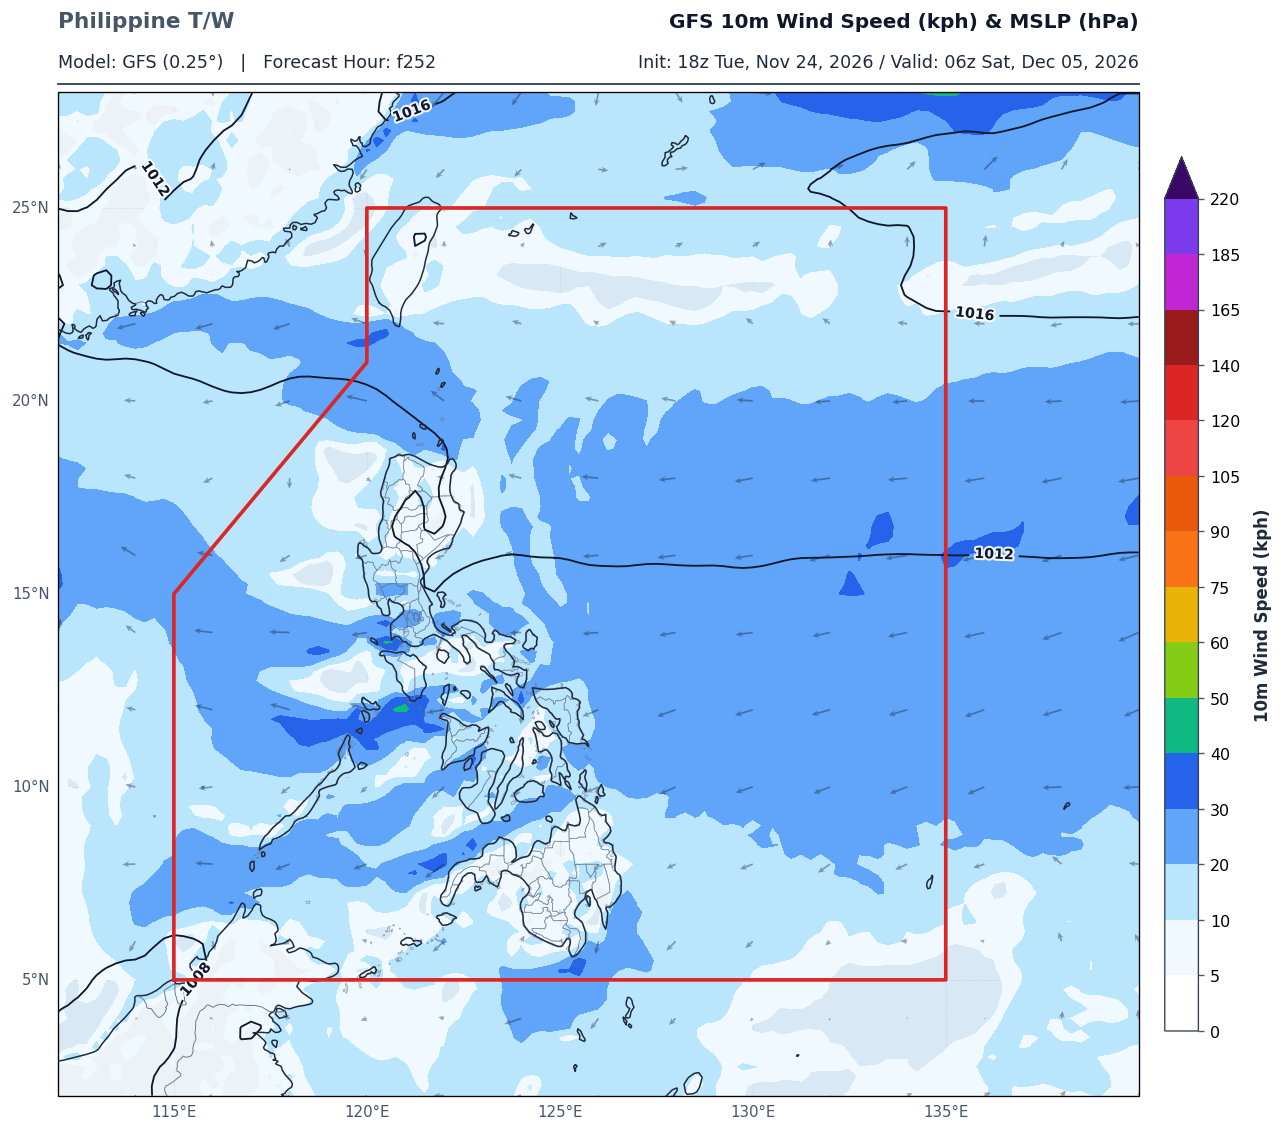 Philippine T/W
GFS 10m Wind Speed (kph) & MSLP (hPa)
Model: GFS (0.25°)   |   Forecast Hour: f252
Init: 18z Tue, Nov 24, 2026 / Valid: 06z Sat, Dec 05, 2026
1016
1012
1016
1012
1008
25°N
20°N
15°N
10°N
5°N
115°E
120°E
125°E
130°E
135°E
220
185
165
140
120
105
90
75
60
50
40
30
20
10
5
0
10m Wind Speed (kph)